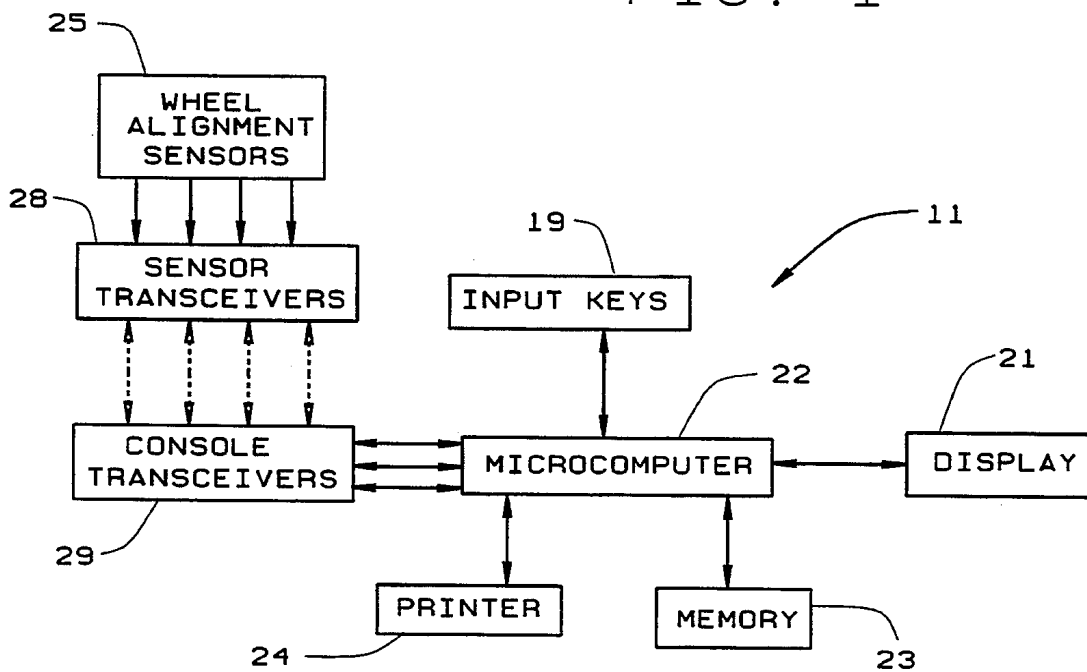 25
WHEEL
ALIGNMENT
SENSORS
28
SENSOR
TRANSCEIVERS
19
INPUT KEYS
11
CONSOLE
TRANSCEIVERS
29
22
MICROCOMPUTER
21
DISPLAY
PRINTER
24
MEMORY
23